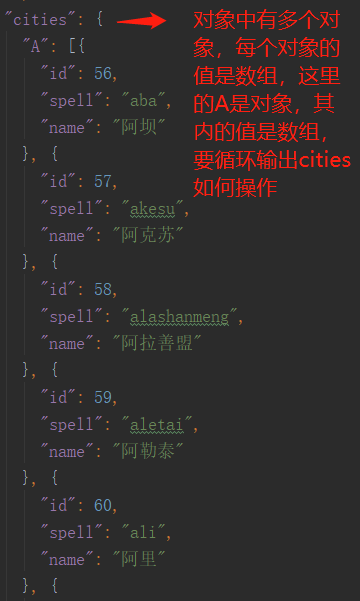 "cities": {
"A": [{
"id": 56,
"spell": "aba",
"name": "阿坝"
}, {
"id": 57,
"spell": "akesu",
"name": "阿克苏"
}, {
"id": 58,
"spell": "alashanmeng",
"name": "阿拉善盟"
}, {
"id": 59,
"spell": "aletai",
"name": "阿勒泰"
}, {
"id": 60,
"spell": "ali",
"name": "阿里"
}, {
对象中有多个对
象，每个对象的
值是数组，这里
的A是对象，其
内的值是数组，
要循环输出cities
如何操作